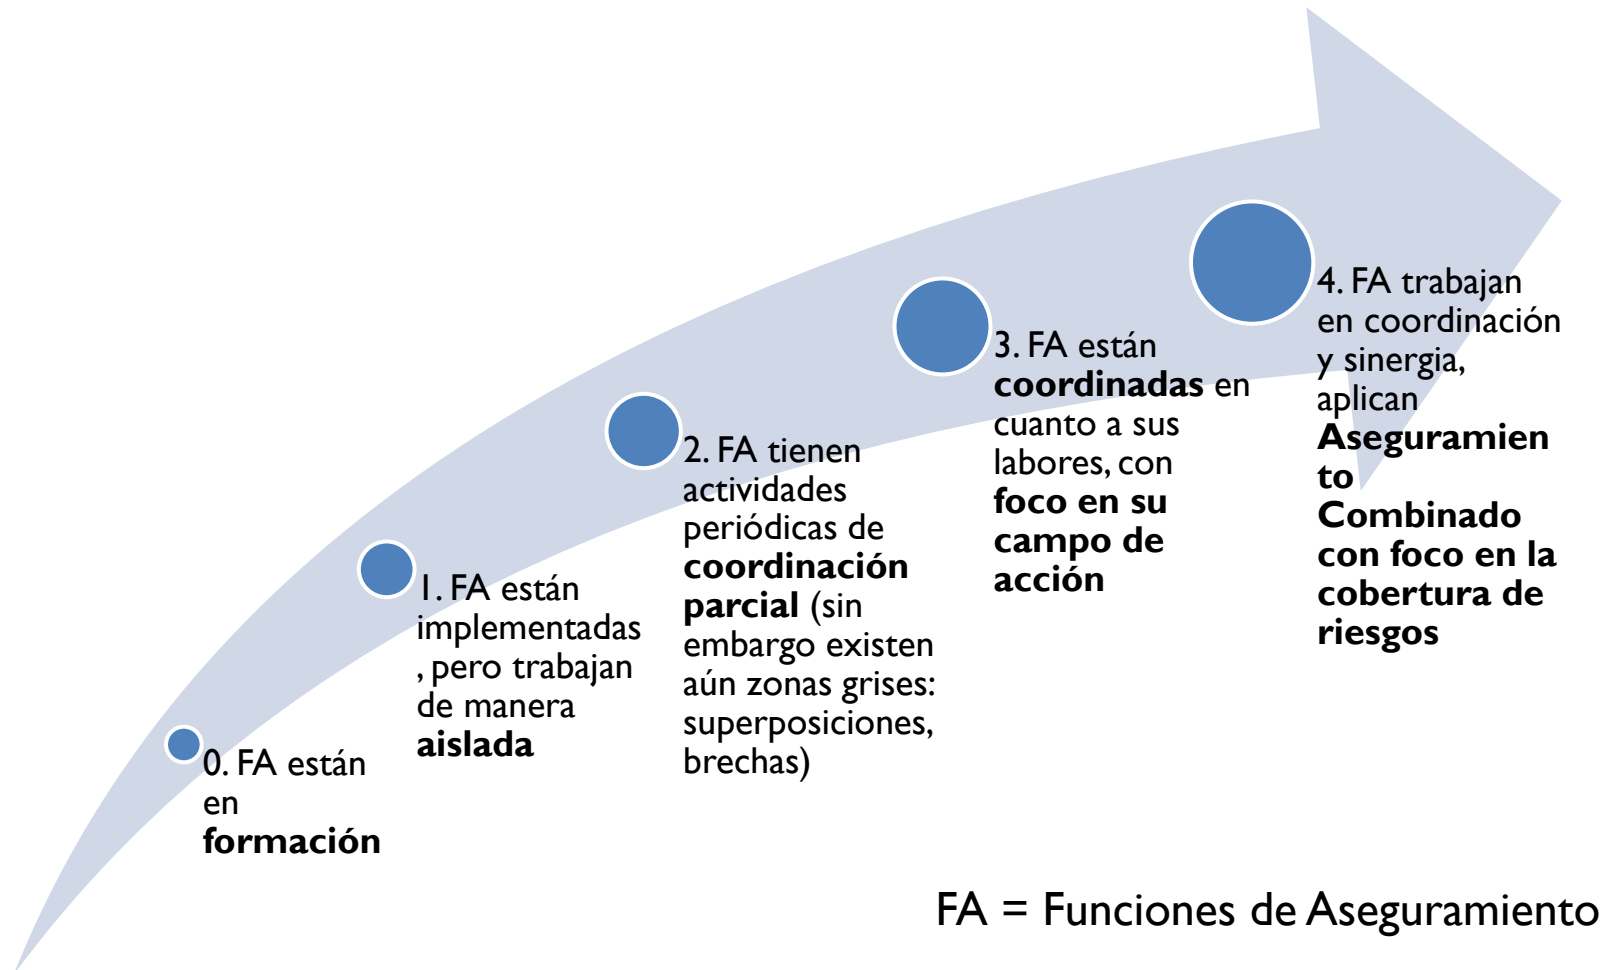 0. FA están
en
formación
1. FA están
implementadas
, pero trabajan
de manera
aislada
2. FA tienen
actividades
periódicas de
coordinación
parcial (sin
embargo existen
aún zonas grises:
superposiciones,
brechas)
3. FA están
coordinadas en
cuanto a sus
labores, con
foco en su
campo de
acción
4. FA trabajan
en coordinación
y sinergia,
aplican
Aseguramien
to
Combinado
con foco en la
cobertura de
riesgos
FA = Funciones de Aseguramiento